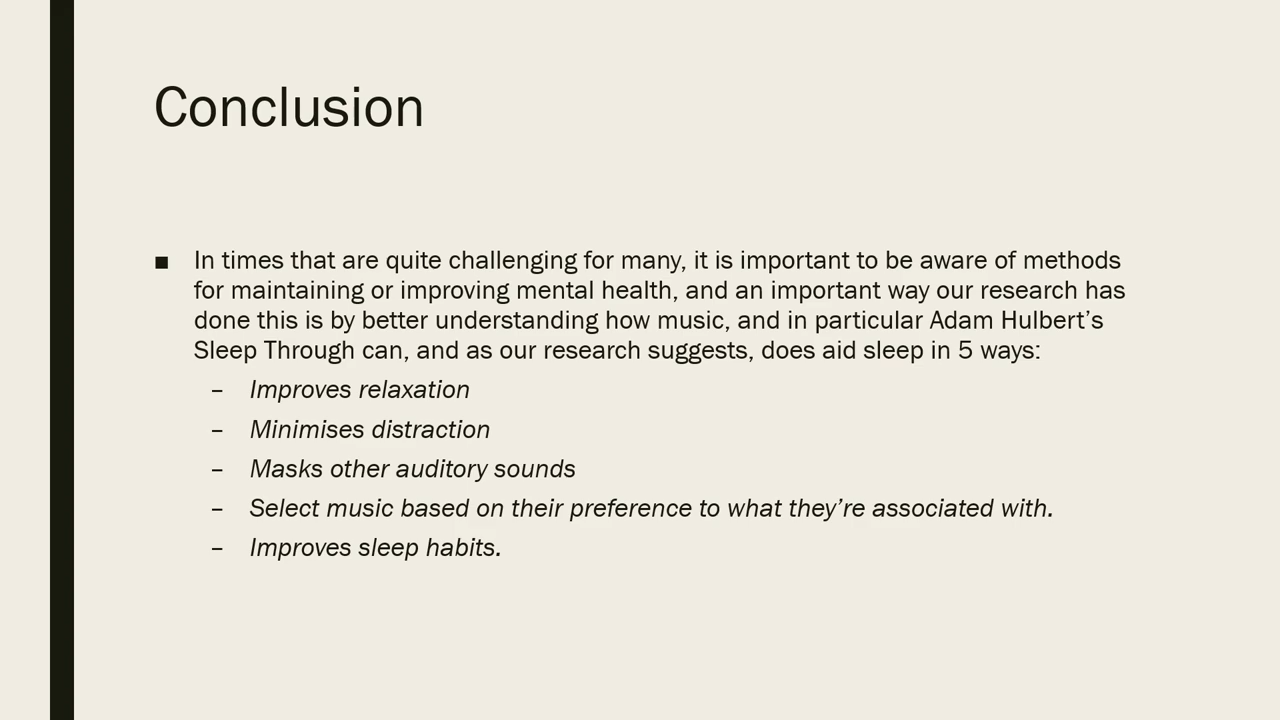 Conclusion
■ In times that are quite challenging for many, it is important to be aware of methods
for maintaining or improving mental health, and an important way our research has
done this is by better understanding how music, and in particular Adam Hulbert’s
Sleep Through can, and as our research suggests, does aid sleep in 5 ways:
– Improves relaxation
– Minimises distraction
– Masks other auditory sounds
– Select music based on their preference to what they’re associated with.
– Improves sleep habits.